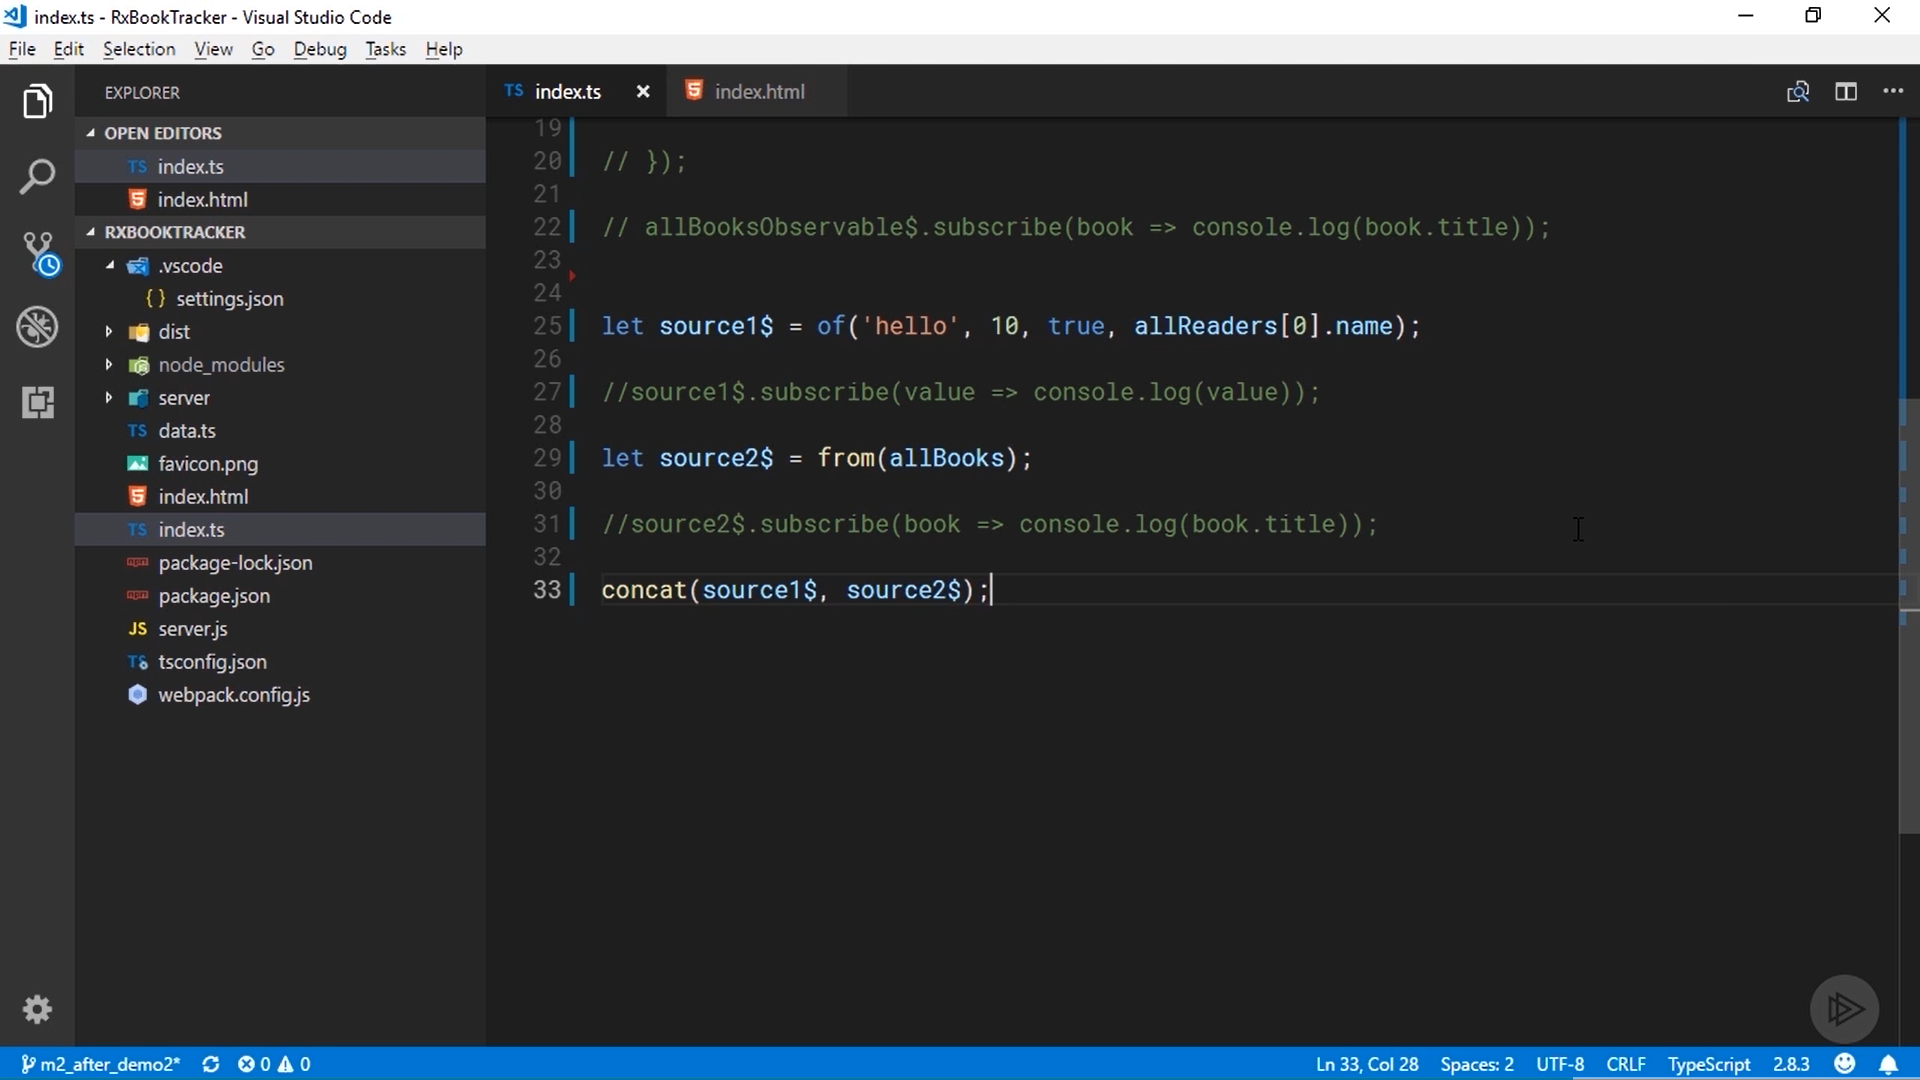 index.ts - RxBookTracker - Visual Studio Code
File Edit Selection View Go Debug Tasks Help
EXPLORER
OPEN EDITORS
TS index.ts
index.html
RXBOOKTRACKER
.vscode
{ } settings.json
dist
node_modules
server
TS data.ts
favicon.png
index.html
TS index.ts
package-lock.json
package.json
JS server.js
TS tsconfig.json
webpack.config.js
TS index.ts
index.html
19
20 // });
21
22 // allBooksObservable$.subscribe(book => console.log(book.title));
23
24
25 let source1$ = of('hello', 10, true, allReaders[0].name);
26
27 //source1$.subscribe(value => console.log(value));
28
29 let source2$ = from(allBooks);
30
31 //source2$.subscribe(book => console.log(book.title));
32
33 concat(source1$, source2$);
m2_after_demo2* 0 0 Ln 33, Col 28 Spaces: 2 UTF-8 CRLF TypeScript 2.8.3